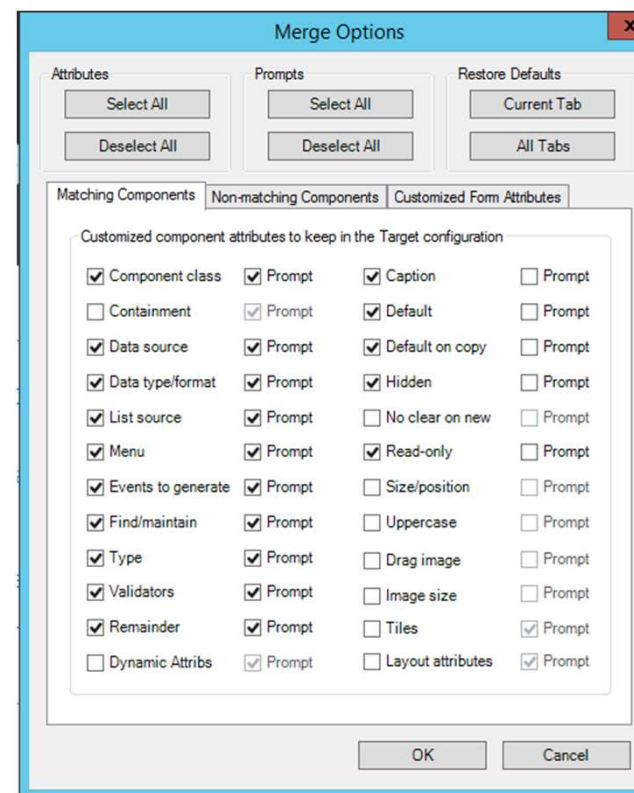 Merge Options
x
Attributes Prompts Restore Defaults
Select All Select All Current Tab
Deselect All Deselect All All Tabs
Matching Components Non-matching Components Customized Form Attributes
Customized component attributes to keep in the Target configuration
Component class Prompt Caption Prompt
Containment Prompt Default Prompt
Data source Prompt Default on copy Prompt
Data type/format Prompt Hidden Prompt
List source Prompt No clear on new Prompt
Menu Prompt Read-only Prompt
Events to generate Prompt Size/position Prompt
Find/maintain Prompt Uppercase Prompt
Type Prompt Drag image Prompt
Validators Prompt Image size Prompt
Remainder Prompt Tiles Prompt
Dynamic Attribs Prompt Layout attributes Prompt
OK Cancel